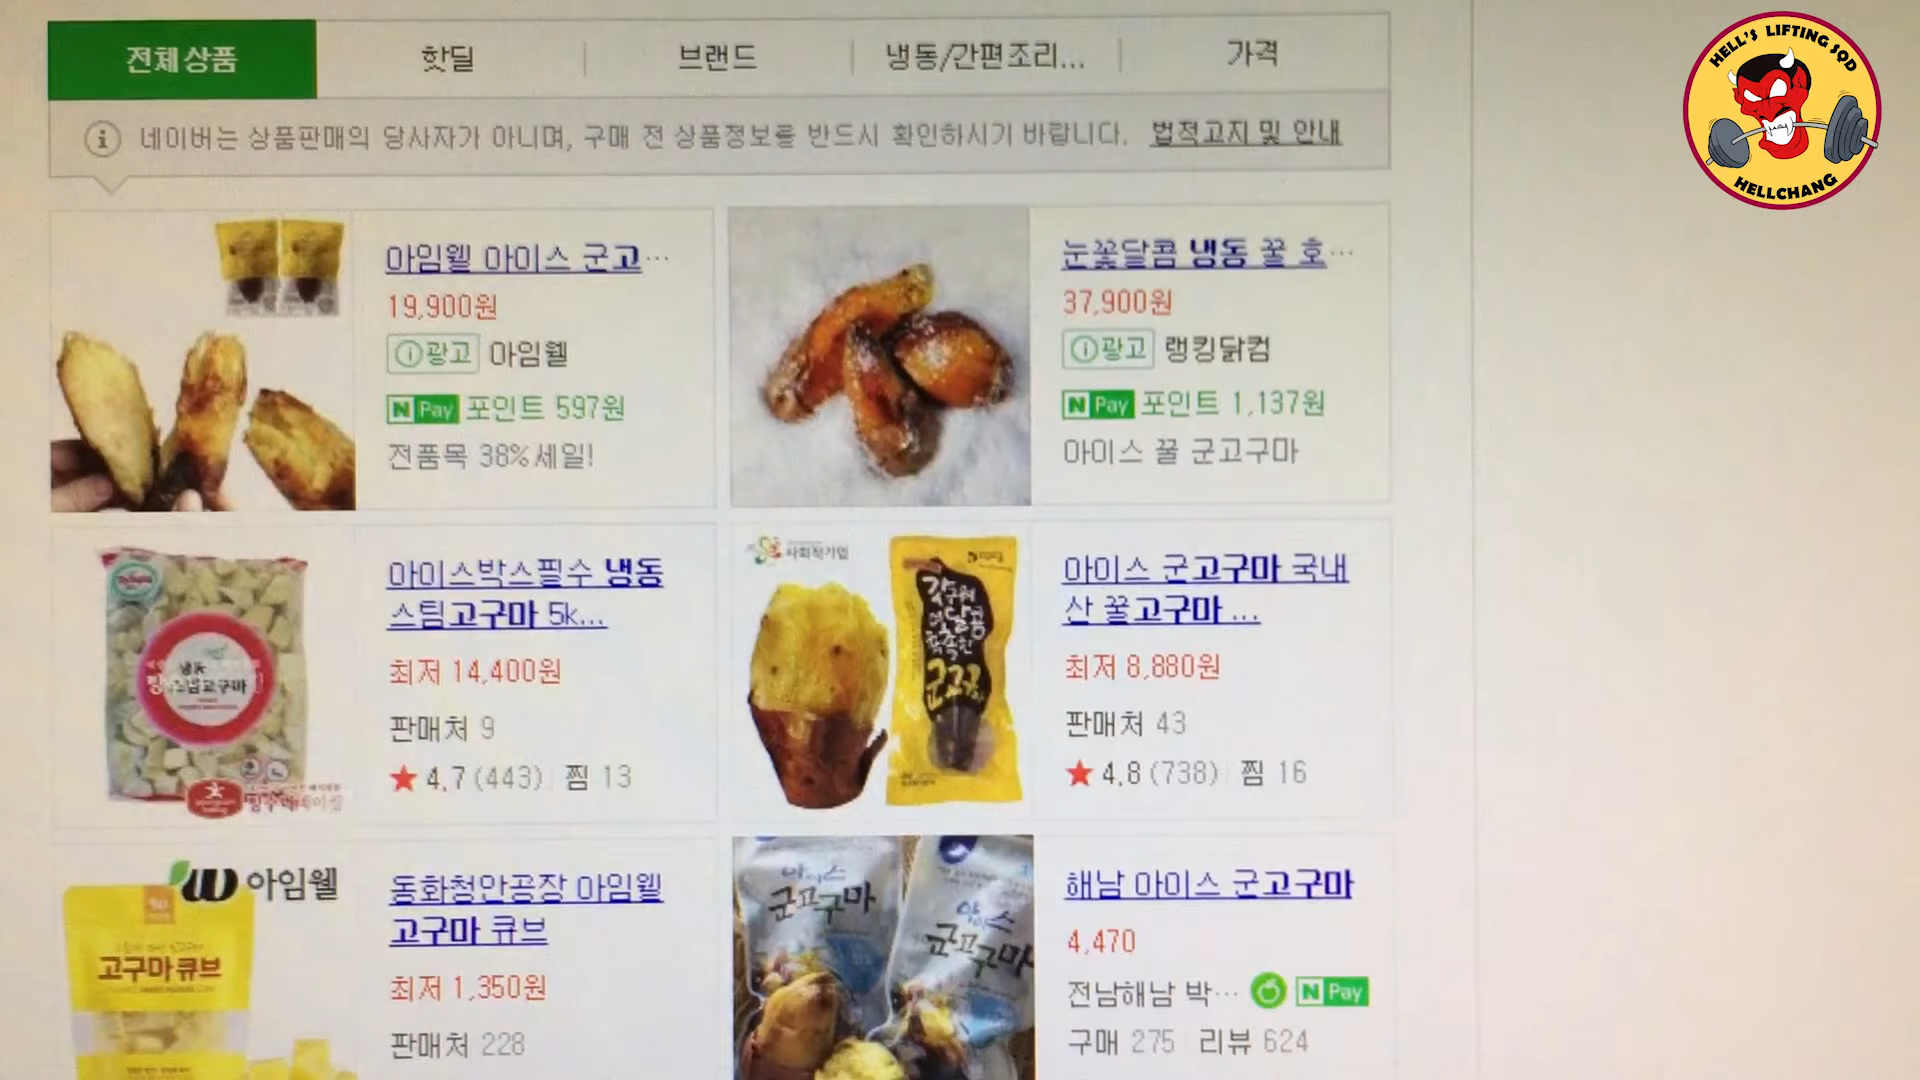 전체상품
핫딜
브랜드
냉동/간편조리...
가격
네이버는 상품판매의 당사자가 아니며, 구매 전 상품정보를 반드시 확인하시기 바랍니다. 법적고지 및 안내
HELL'S LIFTING SQD
HELLCHANG
아임웰 아이스 군고...
19,900원
광고 아임웰
N Pay 포인트 597원
전품목 38%세일!
눈꽃달콤 냉동 꿀 호...
37,900원
광고 랭킹닭컴
N Pay 포인트 1,137원
아이스 꿀 군고구마
아이스박스필수 냉동
스팀고구마 5k...
최저 14,400원
판매처 9
4.7(443) 찜 13
사회적기업
군고구마
아이스 군고구마 국내
산 꿀고구마 ...
최저 8,880원
판매처 43
4.8(738) 찜 16
아임웰
고구마 큐브
동화청안공장 아임웰
고구마 큐브
최저 1,350원
판매처 228
아이스
군고구마
아이스
군고구마
해남 아이스 군고구마
4,470
전남해남 박... N Pay
구매 275 리뷰 624